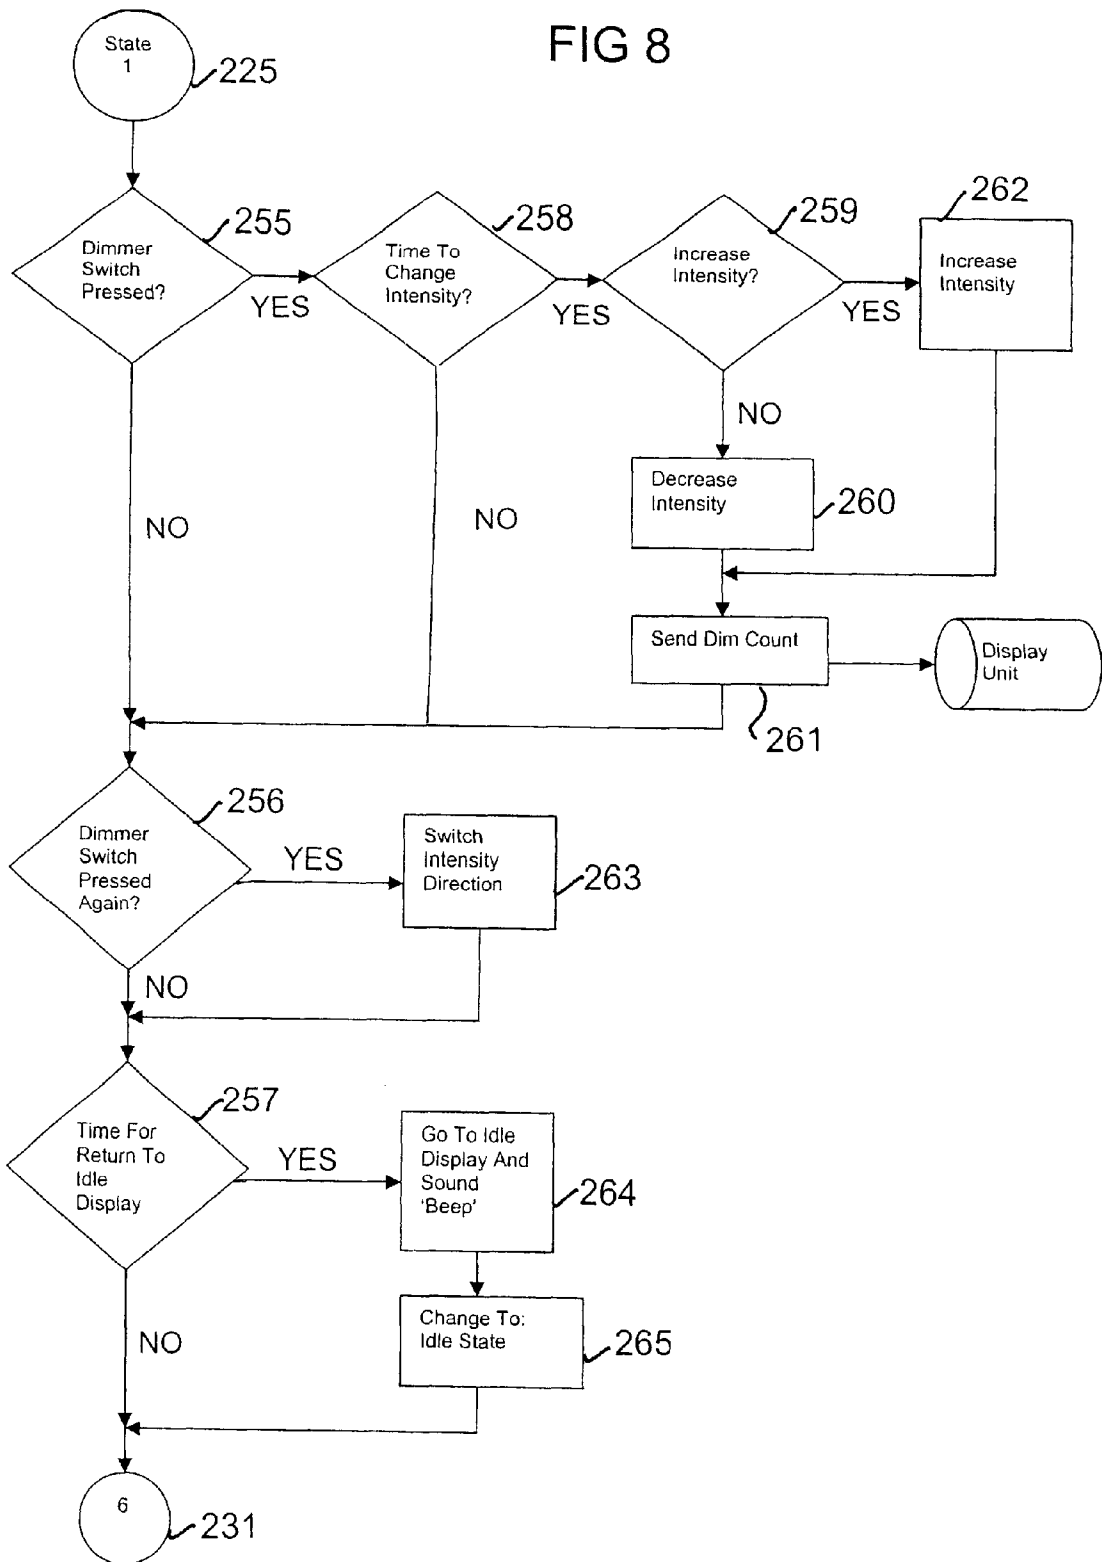 FIG 8
State
1
225
Dimmer
Switch
Pressed?
255
YES
NO
Time To
Change
Intensity?
258
YES
NO
Increase
Intensity?
259
YES
NO
262
Increase
Intensity
Decrease
Intensity
260
Send Dim Count
261
Display
Unit
Dimmer
Switch
Pressed
Again?
256
YES
NO
Switch
Intensity
Direction
263
Time For
Return To
Idle
Display
257
YES
NO
Go To Idle
Display And
Sound
'Beep'
264
Change To:
Idle State
265
6
231